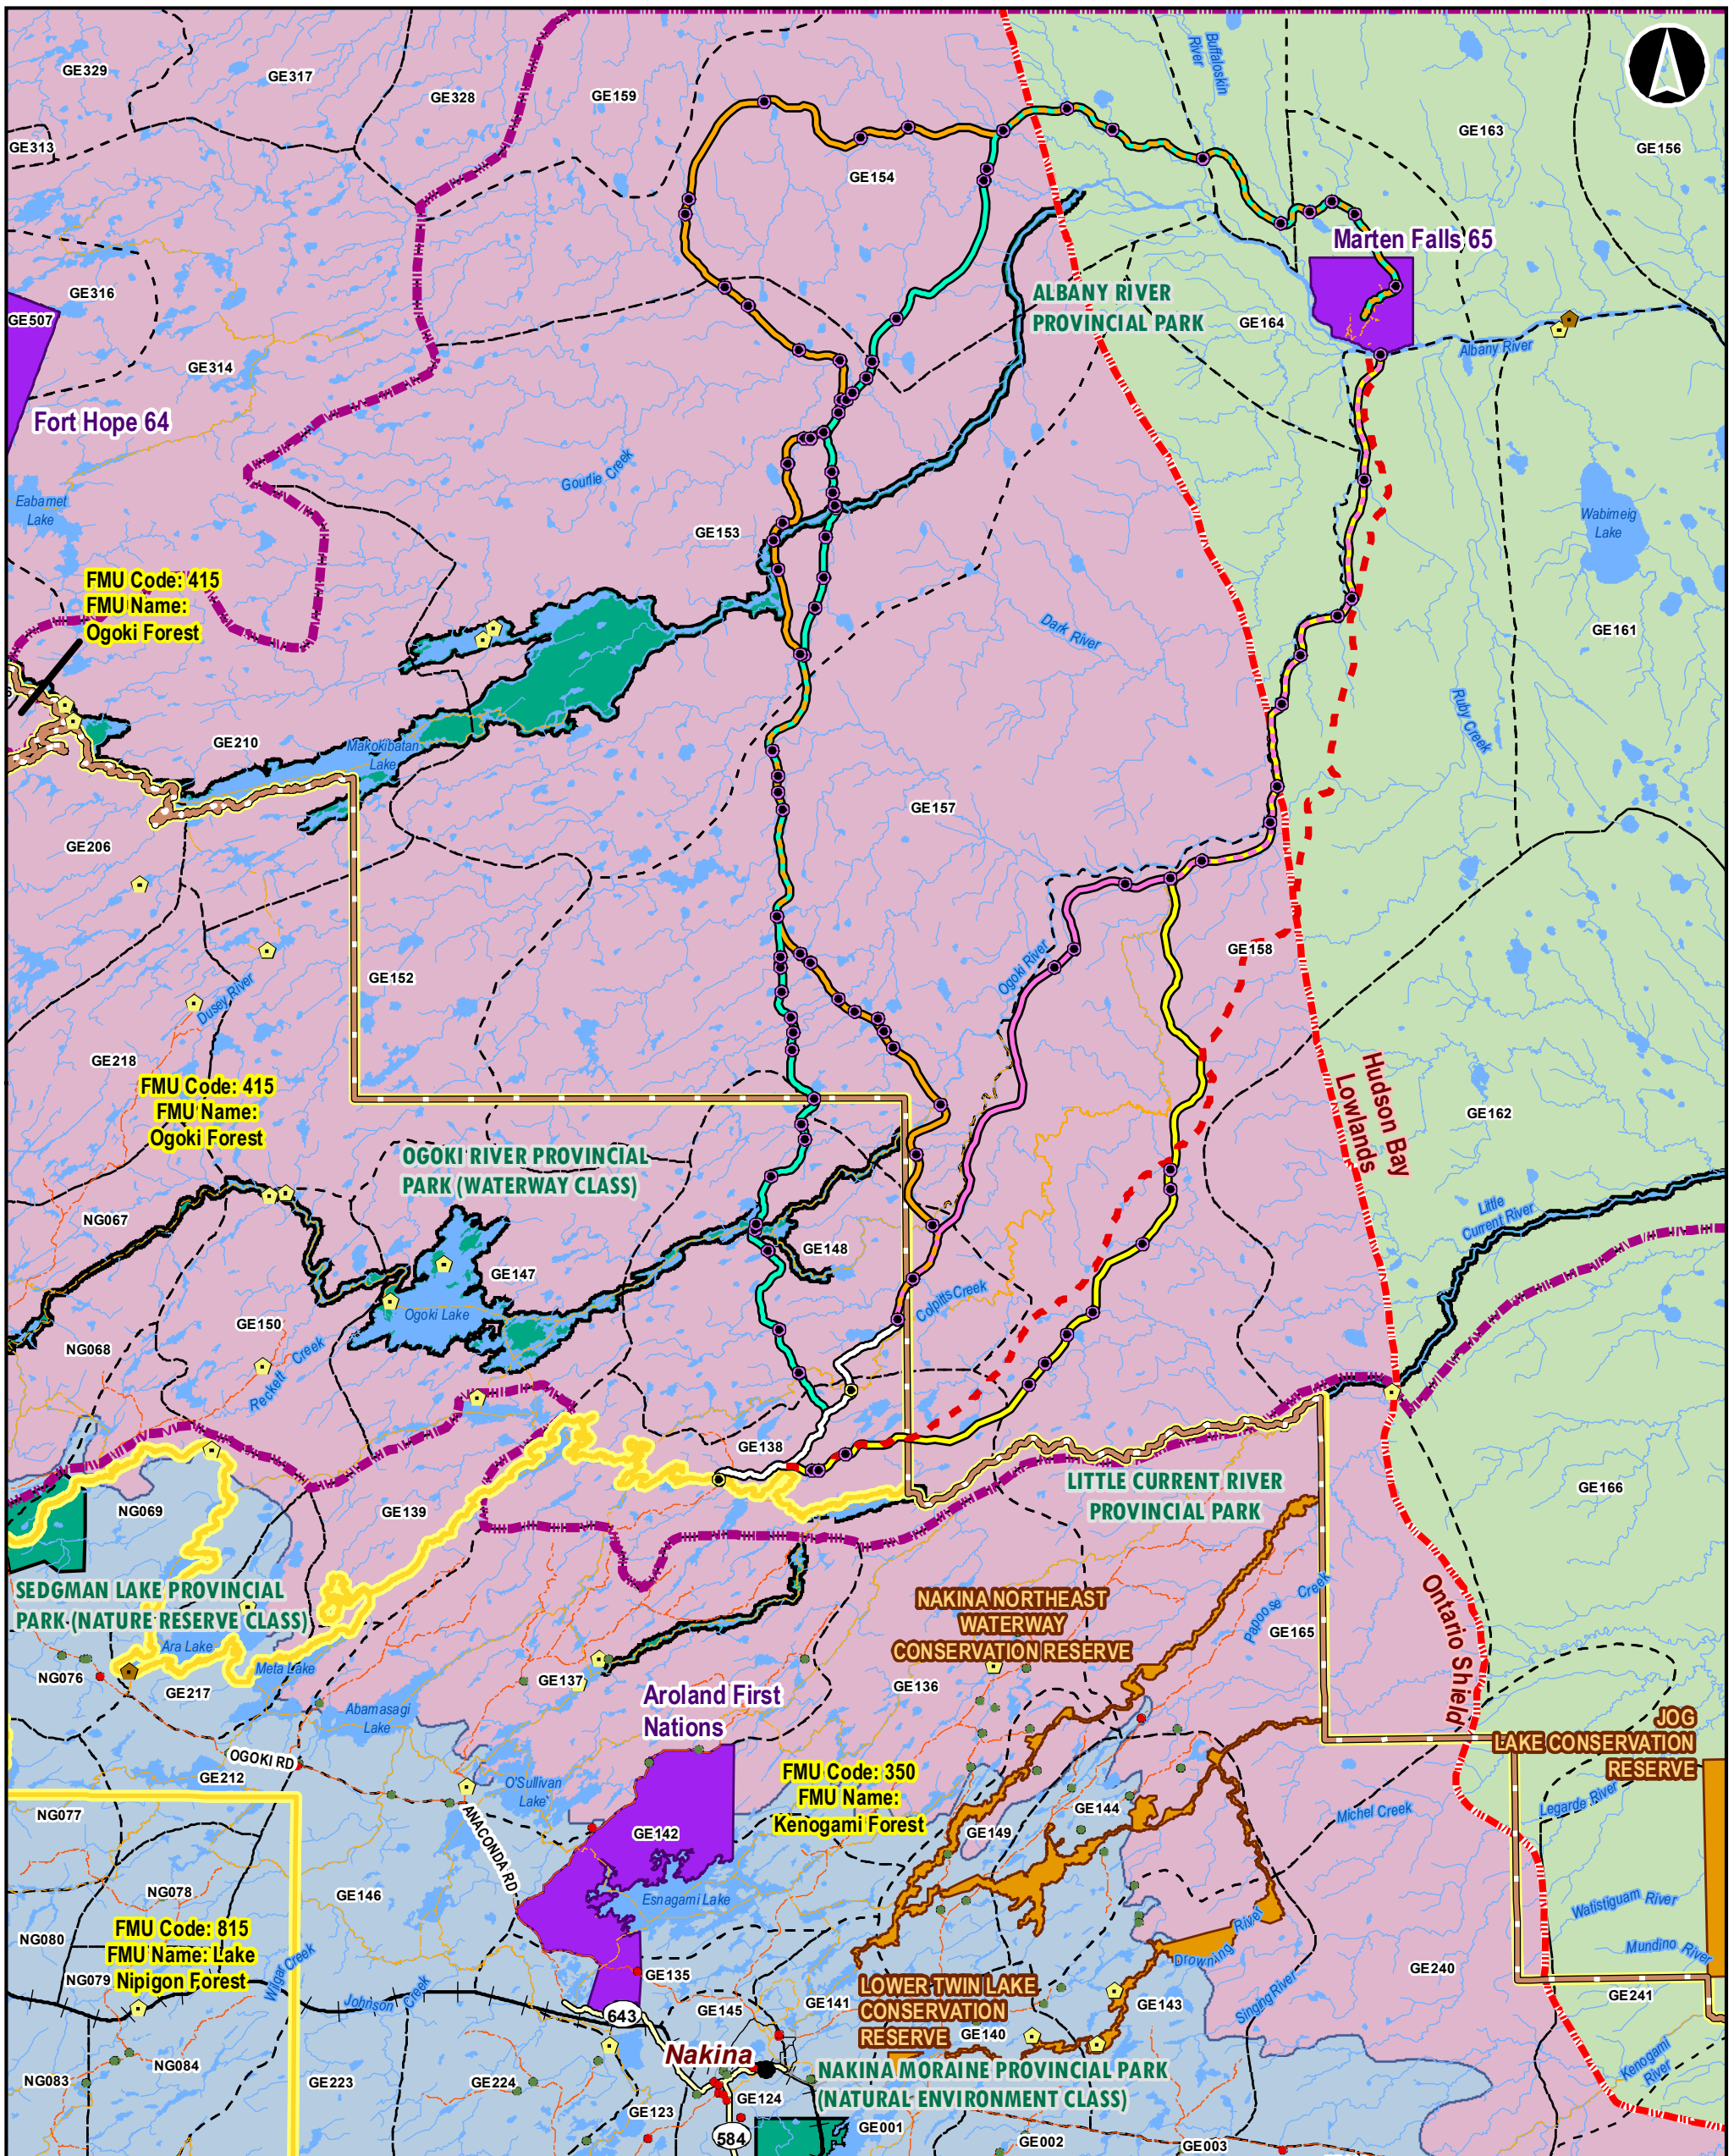 GE329
GE317
GE328
GE159
Buffaloskin
River
GE163
GE156
GE313
GE154
Marten Falls 65
GE316
GE507
ALBANY RIVER
PROVINCIAL PARK
GE164
Albany River
GE314
Fort Hope 64
Gourlie Creek
Eabamet
Lake
GE153
Wabimeig
Lake
FMU Code: 415
FMU Name:
Ogoki Forest
Dark River
GE161
Ruby Creek
GE210
Makokibatan
Lake
GE157
GE206
GE158
Ogoki River
GE152
Dusey River
GE218
FMU Code: 415
FMU Name:
Ogoki Forest
Hudson Bay
Lowlands
GE162
OGOKI RIVER PROVINCIAL
PARK (WATERWAY CLASS)
Little
Current River
NG067
GE148
GE147
Colpitts Creek
Ogoki Lake
GE150
NG068
Reckett Creek
GE138
LITTLE CURRENT RIVER
PROVINCIAL PARK
GE166
NG069
GE139
SEDGMAN LAKE PROVINCIAL
PARK (NATURE RESERVE CLASS)
NAKINA NORTHEAST
WATERWAY
CONSERVATION RESERVE
Papoose Creek
GE165
Ontario Shield
Ara Lake
Meta Lake
NG076
GE217
GE137
GE136
Abamasagi
Lake
Aroland First
Nations
JOG
LAKE CONSERVATION
RESERVE
OGOKI RD
GE212
O'Sullivan
Lake
FMU Code: 350
FMU Name:
Kenogami Forest
NG077
ANACONDA RD
GE142
GE144
GE149
Michel Creek
Legarde River
NG078
GE146
Esnagami Lake
Watistiguam River
FMU Code: 815
FMU Name: Lake
Nipigon Forest
NG080
NG079
Wilgar Creek
Drowning River
Mundino River
GE135
GE240
Johnson Creek
LOWER TWIN LAKE
CONSERVATION
RESERVE
GE145
GE141
GE143
Singing River
GE241
643
GE140
Nakina
NAKINA MORAINE PROVINCIAL PARK
(NATURAL ENVIRONMENT CLASS)
Kenogami
River
NG084
NG083
GE223
GE224
GE124
GE123
GE001
584
GE002
GE003